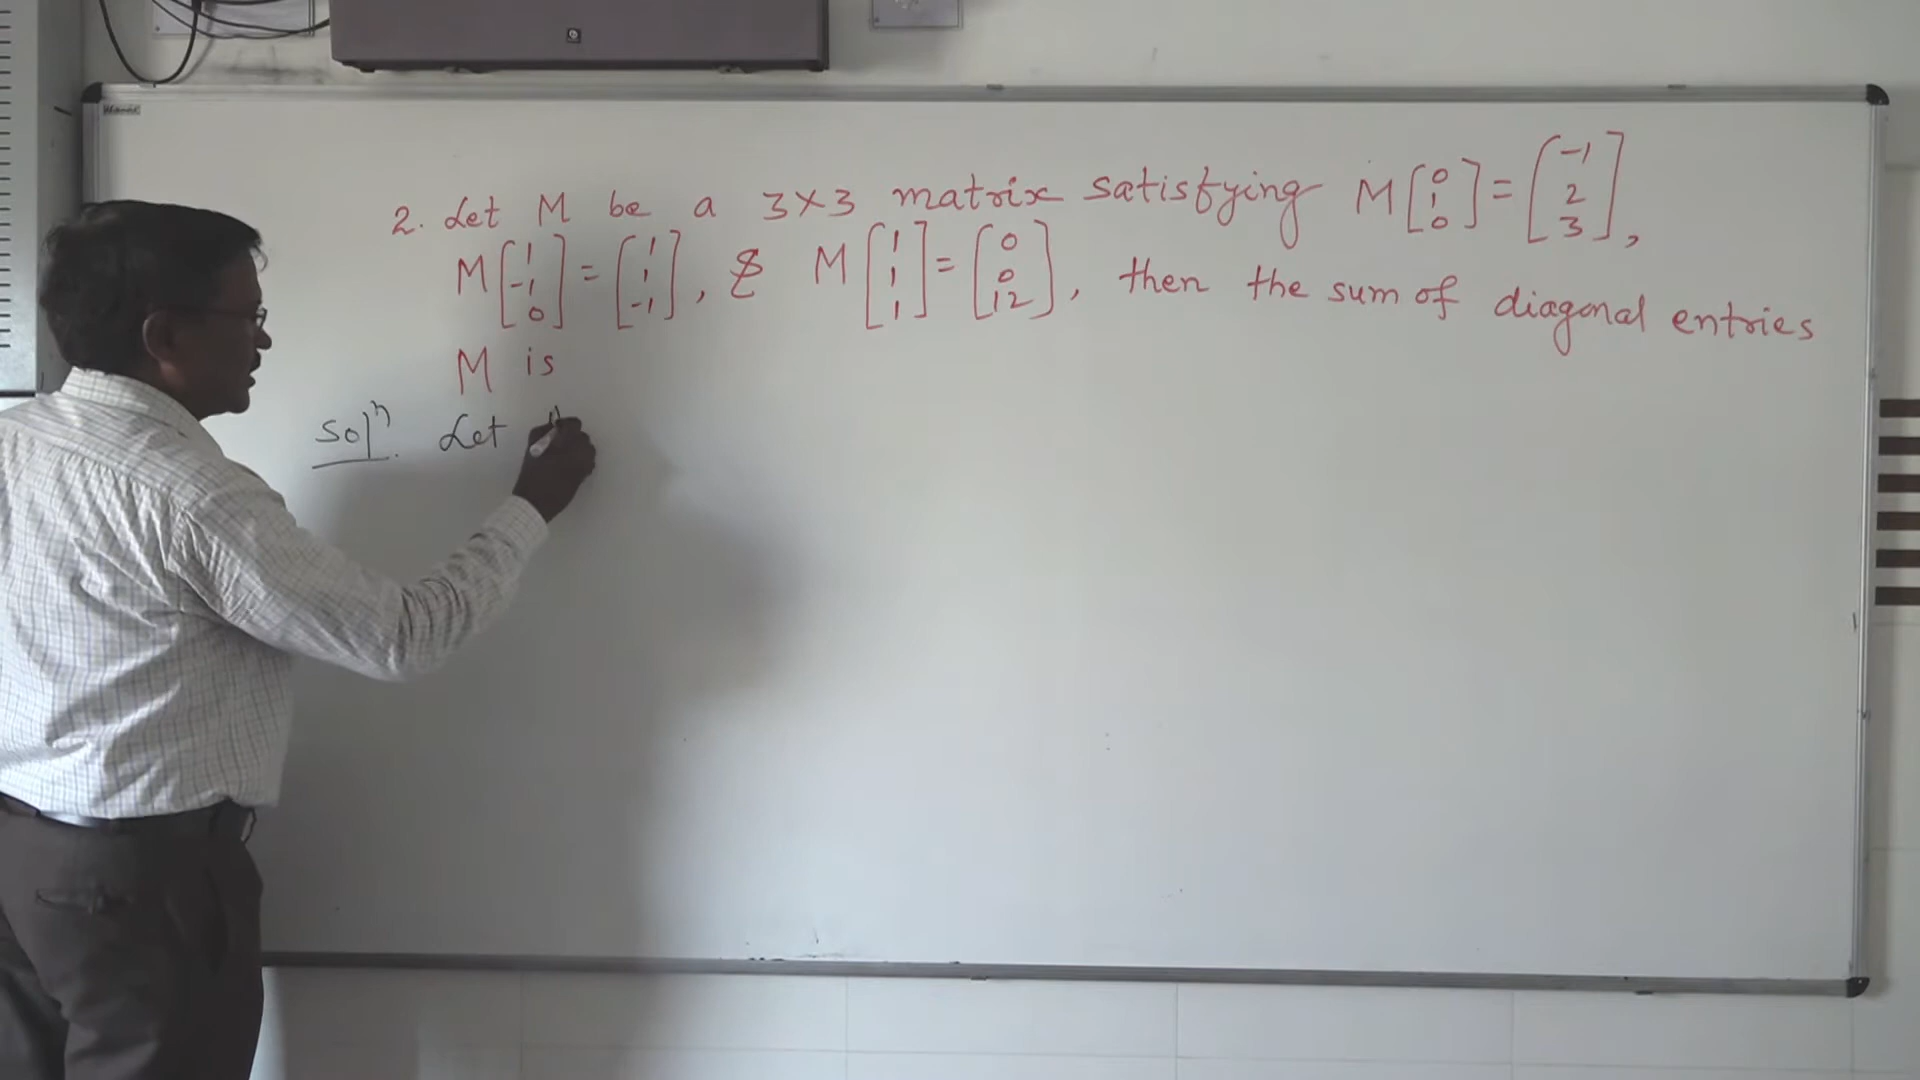 2. Let M be a 3×3 matrix satisfying M [0 1 0] = [-1 2 3],
M [1 -1 0] = [1 1 -1], & M [1 1 1] = [0 0 12], then the sum of diagonal entries
M is
Solⁿ. Let